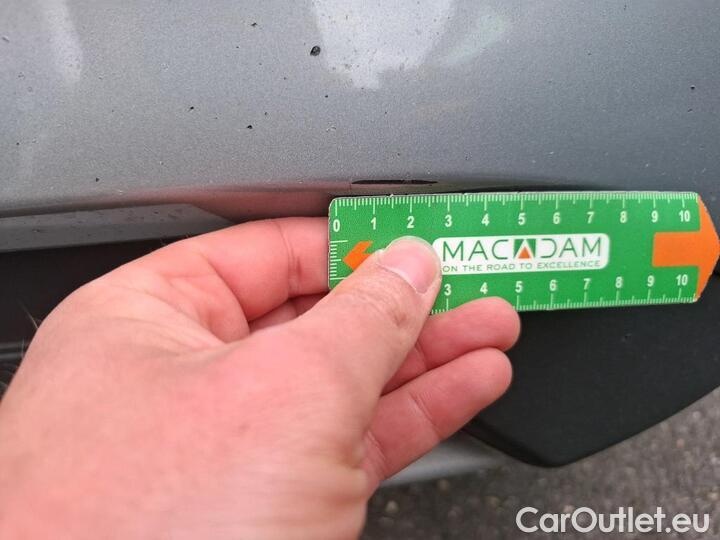 0 1 2 3 4 5 6 7 8 9 10
MACADAM
ON THE ROAD TO EXCELLENCE
3 4 5 6 7 8 9 10
CarOutlet.eu